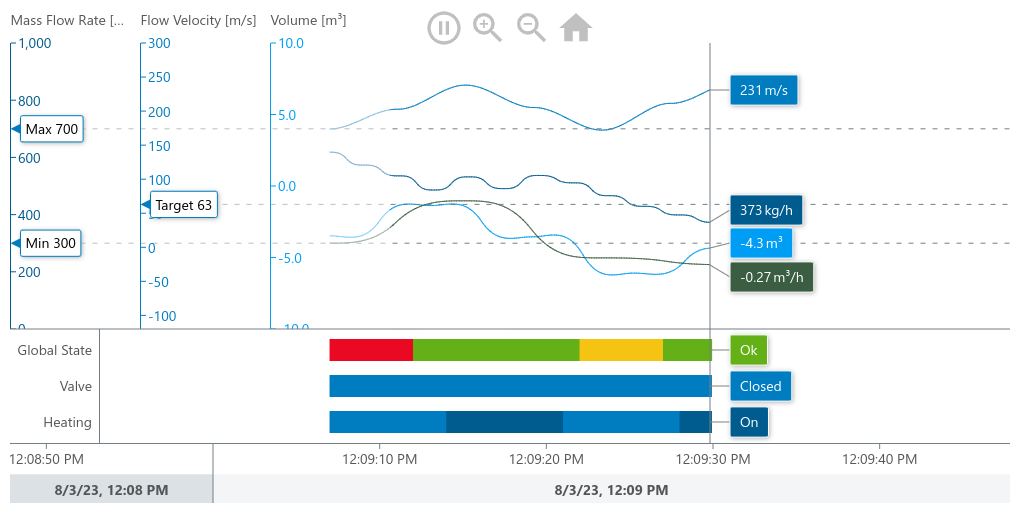 Mass Flow Rate [... Flow Velocity [m/s] Volume [m³]
1,000 300 10.0
250
231 m/s
800
200
5.0
Max 700
150
600
100
0.0
Target 63
373 kg/h
400
Min 300
0
-4.3 m³
-5.0
200
-50
-0.27 m³/h
-100
0 -10.0
Global State Ok
Valve Closed
Heating On
12:08:50 PM 12:09:10 PM 12:09:20 PM 12:09:30 PM 12:09:40 PM
8/3/23, 12:08 PM 8/3/23, 12:09 PM